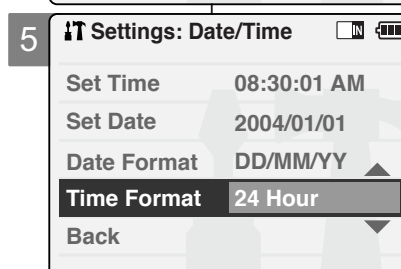 5
Settings: Date/Time IN
Set Time 08:30:01 AM
Set Date 2004/01/01
Date Format DD/MM/YY
Time Format 24 Hour
Back